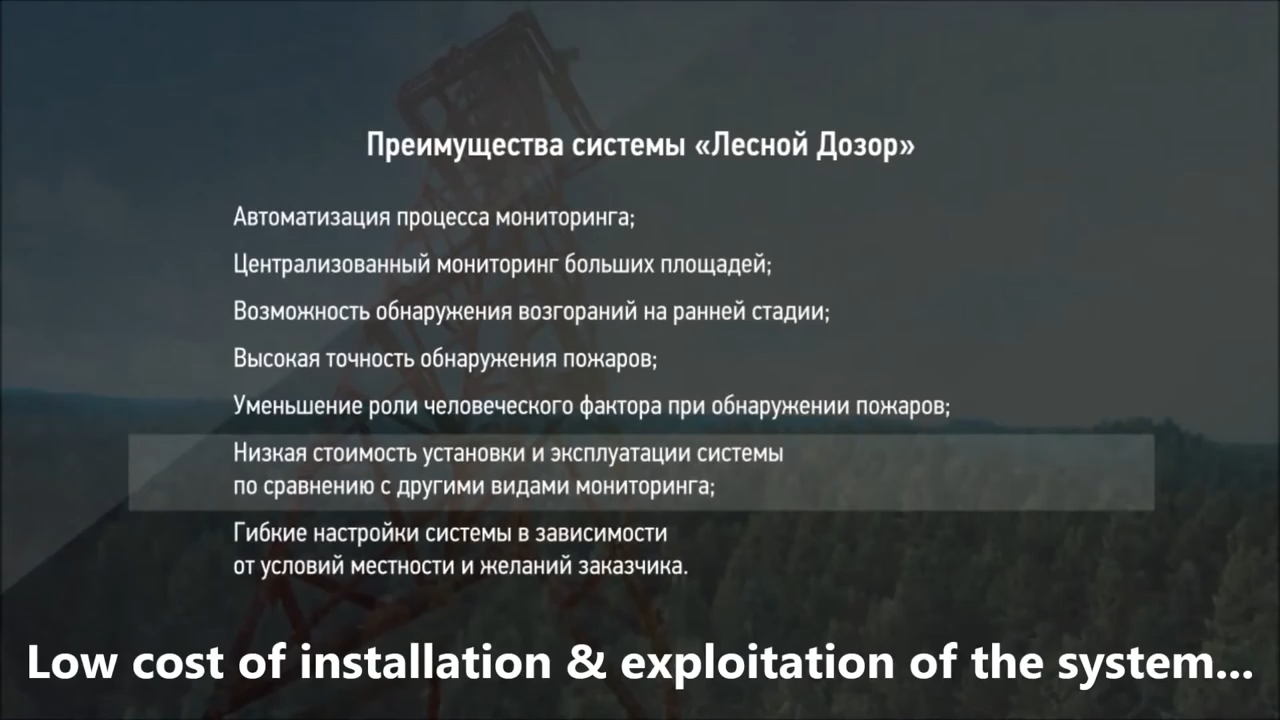 Преимущества системы «Лесной Дозор»
Автоматизация процесса мониторинга;
Централизованный мониторинг больших площадей;
Возможность обнаружения возгораний на ранней стадии;
Высокая точность обнаружения пожаров;
Уменьшение роли человеческого фактора при обнаружении пожаров;
Низкая стоимость установки и эксплуатации системы
по сравнению с другими видами мониторинга;
Гибкие настройки системы в зависимости
от условий местности и желаний заказчика.
Low cost of installation & exploitation of the system...